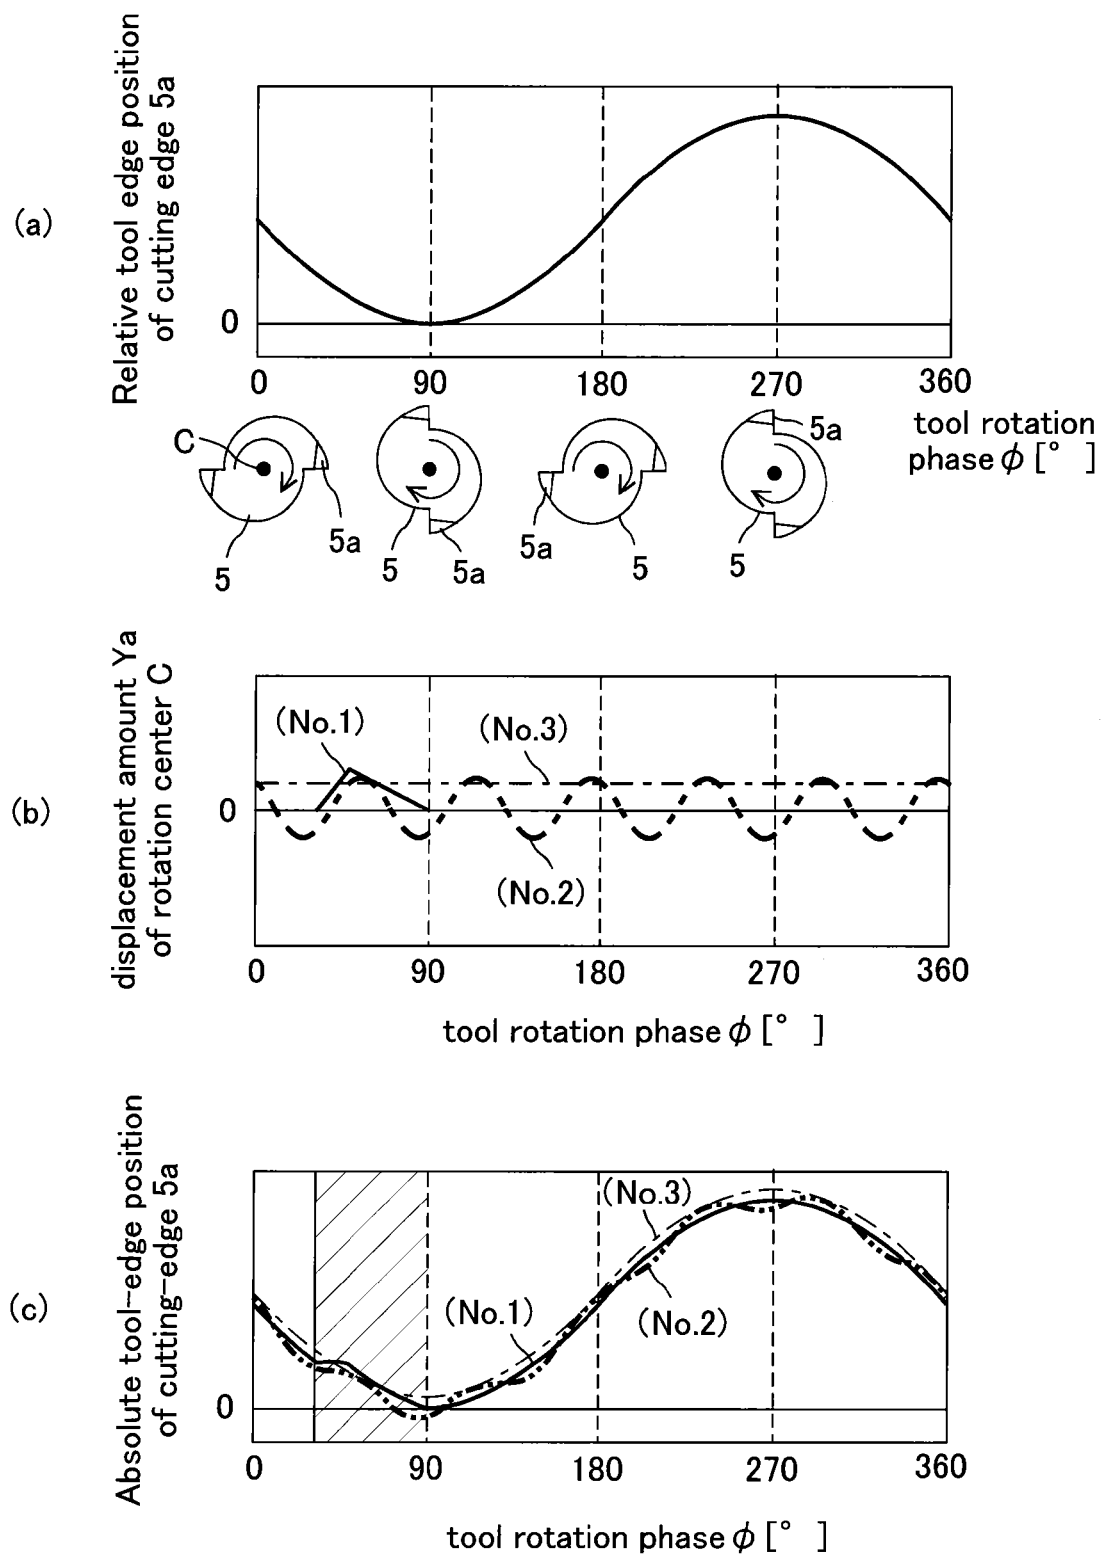 (a)
Relative tool edge position
of cutting edge 5a
0
0 90 180 270 360
tool rotation
phase ϕ [° ]
C
5
5a
5
5a
5a
5
5a
5
(b)
displacement amount Ya
of rotation center C
(No.1)
(No.3)
(No.2)
0
0 90 180 270 360
tool rotation phase ϕ [° ]
(c)
Absolute tool-edge position
of cutting-edge 5a
(No.3)
(No.1)
(No.2)
0
0 90 180 270 360
tool rotation phase ϕ [° ]